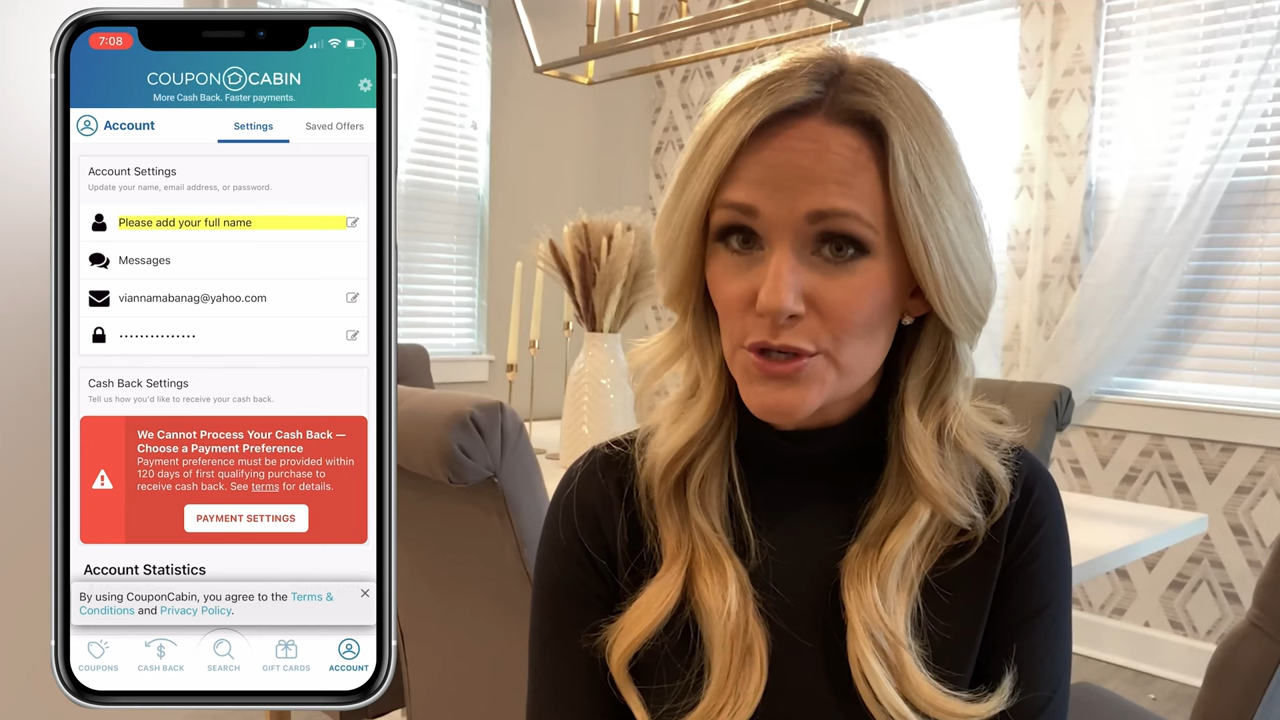 7:08
COUPON CABIN
More Cash Back. Faster payments.
Account
Settings
Saved Offers
Account Settings
Update your name, email address, or password.
Please add your full name
Messages
viannamabanag@yahoo.com
•••••••••••••••
Cash Back Settings
Tell us how you'd like to receive your cash back.
We Cannot Process Your Cash Back —
Choose a Payment Preference
Payment preference must be provided within
120 days of first qualifying purchase to
receive cash back. See terms for details.
PAYMENT SETTINGS
Account Statistics
By using CouponCabin, you agree to the Terms &
Conditions and Privacy Policy.
COUPONS
CASH BACK
SEARCH
GIFT CARDS
ACCOUNT